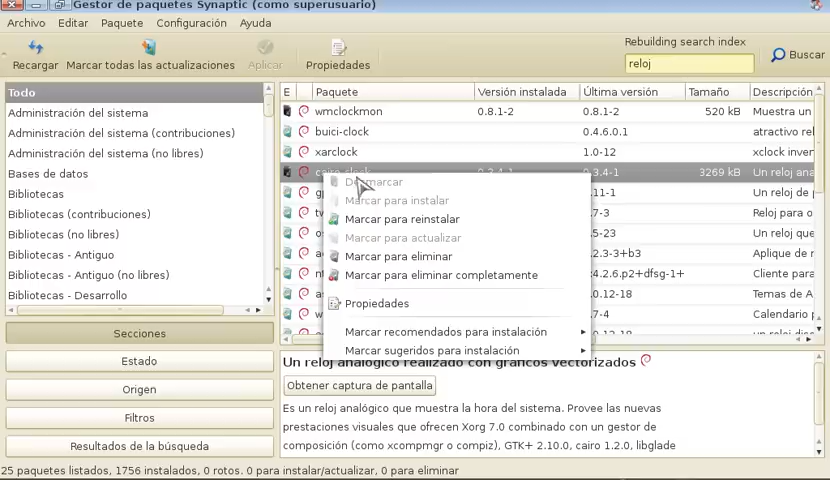 Gestor de paquetes Synaptic (como superusuario)
Archivo Editar Paquete Configuración Ayuda
Recargar Marcar todas las actualizaciones Aplicar Propiedades
Rebuilding search index
reloj
Buscar
Todo
Administración del sistema
Administración del sistema (contribuciones)
Administración del sistema (no libres)
Bases de datos
Bibliotecas
Bibliotecas (contribuciones)
Bibliotecas (no libres)
Bibliotecas - Antiguo
Bibliotecas - Antiguo (no libres)
Bibliotecas - Desarrollo
Secciones
Estado
Origen
Filtros
Resultados de la búsqueda
E Paquete Versión instalada Última versión Tamaño Descripción
wmclockmon 0.8.1-2 0.8.1-2 520 kB Muestra un
buici-clock 0.4.6.0.1 atractivo rel
xarclock 1.0-12 xclock inver
cairo-clock 0.3.4-1 0.3.4-1 3269 kB Un reloj ana
.11-1 Un reloj de
.7-3 Reloj para o
.5-23 Un reloj que
.2.3-3+b3 Aplique de
:4.2.6.p2+dfsg-1+ Cliente para
.0.12-18 Temas de A
.7-4 Calendario
.0.12-18
Desmarcar
Marcar para instalar
Marcar para reinstalar
Marcar para actualizar
Marcar para eliminar
Marcar para eliminar completamente
Propiedades
Marcar recomendados para instalación
Marcar sugeridos para instalación
Un reloj analógico realizado con gráficos vectorizados
Obtener captura de pantalla
Es un reloj analógico que muestra la hora del sistema. Provee las nuevas
prestaciones visuales que ofrecen Xorg 7.0 combinado con un gestor de
composición (como xcompmgr o compiz), GTK+ 2.10.0, cairo 1.2.0, libglade
25 paquetes listados, 1756 instalados, 0 rotos. 0 para instalar/actualizar, 0 para eliminar